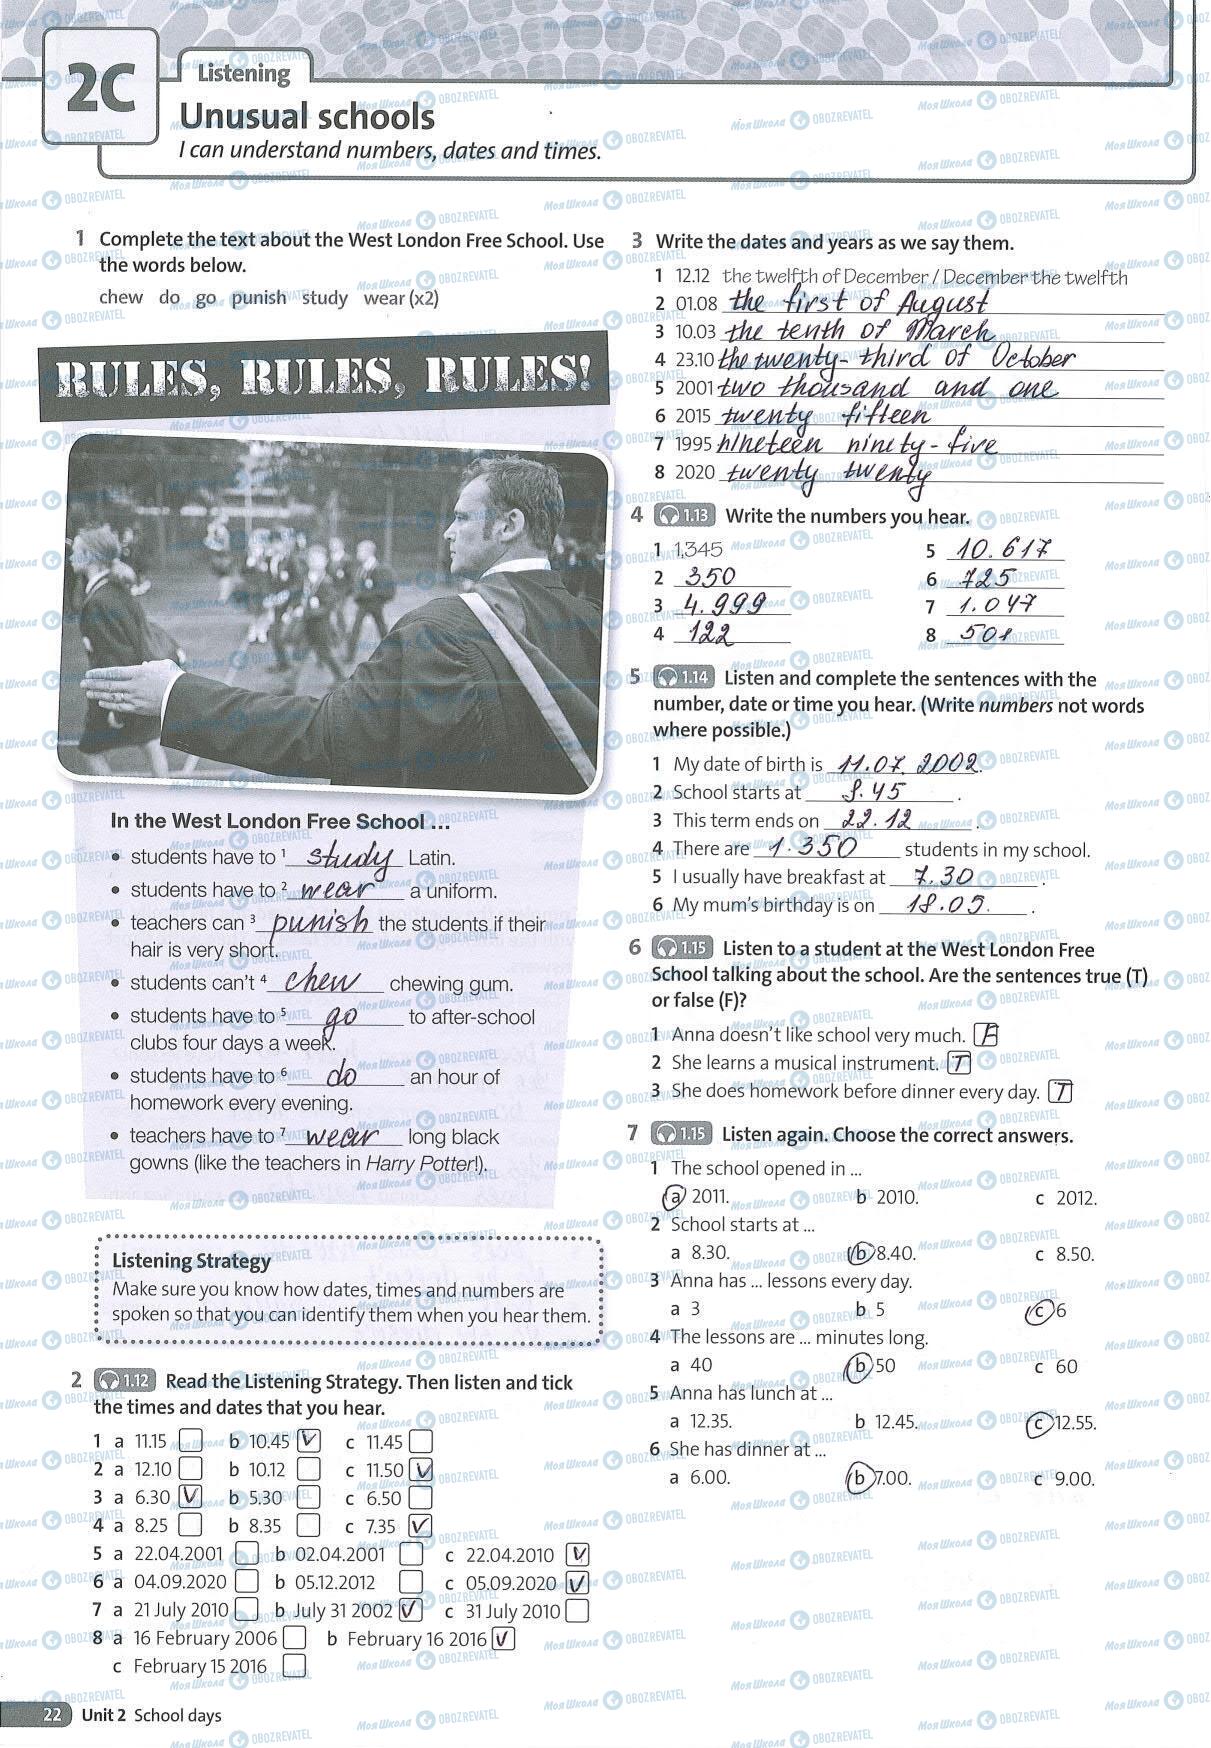 2C
Listening
Unusual schools
I can understand numbers, dates and times.
1 Complete the text about the West London Free School. Use
the words below.
chew do go punish study wear (x2)
RULES, RULES, RULES!
In the West London Free School ...
• students have to ¹ study Latin.
• students have to ² wear a uniform.
• teachers can ³ punish the students if their
hair is very short.
• students can't ⁴ chew chewing gum.
• students have to ⁵ go to after-school
clubs four days a week.
• students have to ⁶ do an hour of
homework every evening.
• teachers have to ⁷ wear long black
gowns (like the teachers in Harry Potter!).
Listening Strategy
Make sure you know how dates, times and numbers are
spoken so that you can identify them when you hear them.
2 1.12 Read the Listening Strategy. Then listen and tick
the times and dates that you hear.
1 a 11.15 b 10.45 V c 11.45
2 a 12.10 b 10.12 c 11.50 V
3 a 6.30 V b 5.30 c 6.50
4 a 8.25 b 8.35 c 7.35 V
5 a 22.04.2001 b 02.04.2001 c 22.04.2010 V
6 a 04.09.2020 b 05.12.2012 c 05.09.2020 V
7 a 21 July 2010 b July 31 2002 V c 31 July 2010
8 a 16 February 2006 b February 16 2016 V
c February 15 2016
22 Unit 2 School days
3 Write the dates and years as we say them.
1 12.12 the twelfth of December / December the twelfth
2 01.08 the first of August
3 10.03 the tenth of March
4 23.10 the twenty-third of October
5 2001 two thousand and one
6 2015 twenty fifteen
7 1995 nineteen ninety-five
8 2020 twenty twenty
4 1.13 Write the numbers you hear.
1 1,345 5 10.617
2 350 6 725
3 4.999 7 1.047
4 122 8 501
5 1.14 Listen and complete the sentences with the
number, date or time you hear. (Write numbers not words
where possible.)
1 My date of birth is 11.07.2002.
2 School starts at 8.45.
3 This term ends on 22.12.
4 There are 1.350 students in my school.
5 I usually have breakfast at 7.30.
6 My mum's birthday is on 18.05.
6 1.15 Listen to a student at the West London Free
School talking about the school. Are the sentences true (T)
or false (F)?
1 Anna doesn't like school very much. F
2 She learns a musical instrument. T
3 She does homework before dinner every day. T
7 1.15 Listen again. Choose the correct answers.
1 The school opened in ...
a 2011. b 2010. c 2012.
2 School starts at ...
a 8.30. b 8.40. c 8.50.
3 Anna has ... lessons every day.
a 3 b 5 c 6
4 The lessons are ... minutes long.
a 40 b 50 c 60
5 Anna has lunch at ...
a 12.35. b 12.45. c 12.55.
6 She has dinner at ...
a 6.00. b 7.00. c 9.00.
Моя Школа OBOZREVATEL